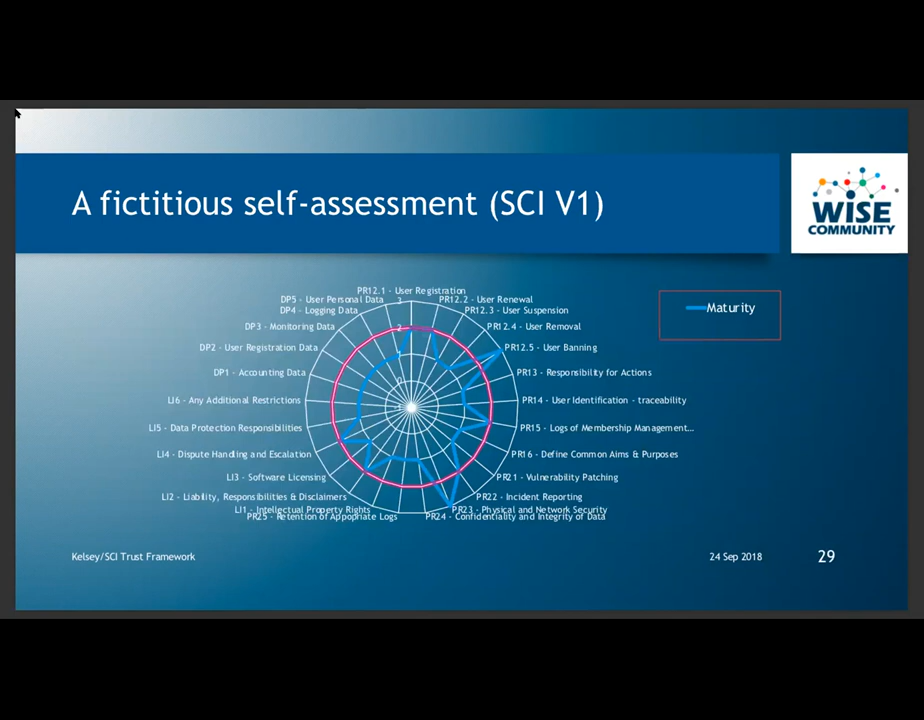 A fictitious self-assessment (SCI V1)
WISE
COMMUNITY
PR12.1 - User Registration
DP5 - User Personal Data
3
PR12.2 - User Renewal
DP4 - Logging Data
PR12.3 - User Suspension
DP3 - Monitoring Data
2
PR12.4 - User Removal
DP2 - User Registration Data
1
PR12.5 - User Banning
DP1 - Accounting Data
0
PR13 - Responsibility for Actions
LI6 - Any Additional Restrictions
-1
PR14 - User Identification - traceability
LI5 - Data Protection Responsibilities
PR15 - Logs of Membership Management...
LI4 - Dispute Handling and Escalation
PR16 - Define Common Aims & Purposes
LI3 - Software Licensing
PR21 - Vulnerability Patching
LI2 - Liability, Responsibilities & Disclaimers
PR22 - Incident Reporting
LI1 - Intellectual Property Rights
PR23 - Physical and Network Security
PR25 - Retention of Appopriate Logs
PR24 - Confidentiality and Integrity of Data
Maturity
Kelsey/SCI Trust Framework
24 Sep 2018
29